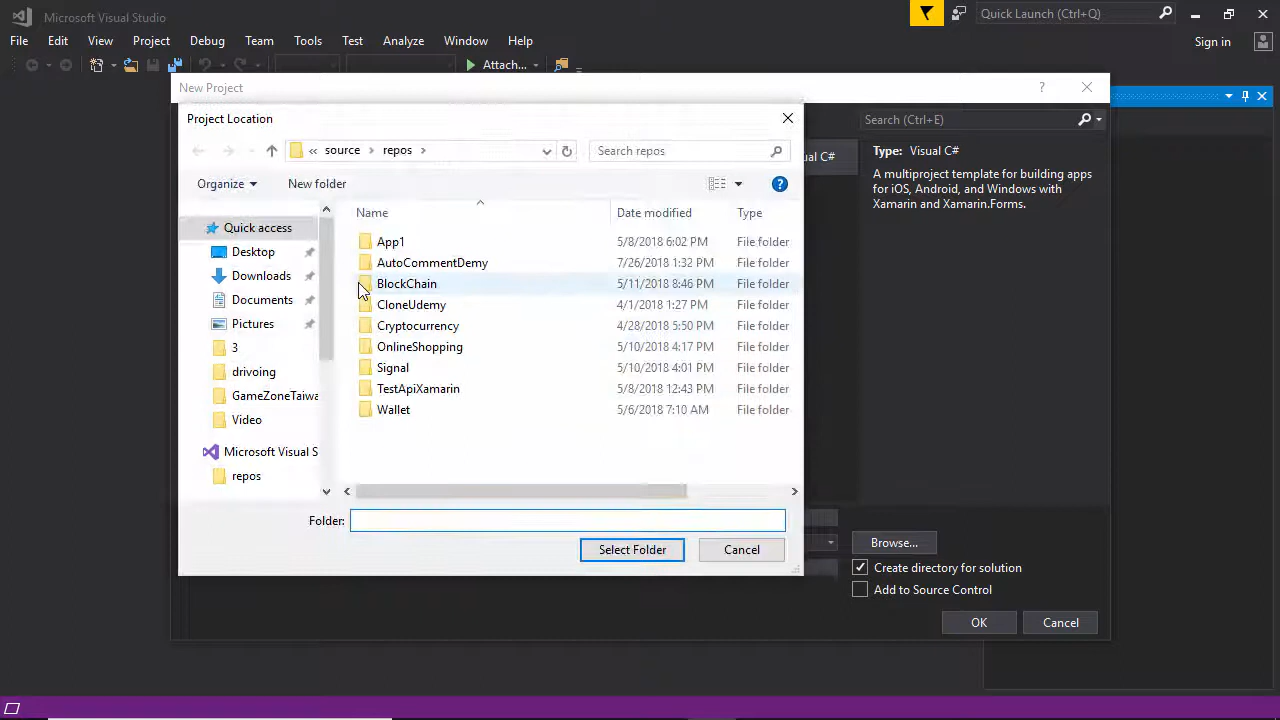 Microsoft Visual Studio
Quick Launch (Ctrl+Q)
File Edit View Project Debug Team Tools Test Analyze Window Help
Sign in
Attach...
New Project
?
Project Location
Search (Ctrl+E)
« source > repos >
Search repos
ual C#
Type: Visual C#
Organize
New folder
?
A multiproject template for building apps
for iOS, Android, and Windows with
Xamarin and Xamarin.Forms.
Name Date modified Type
Quick access
Desktop
Downloads
Documents
Pictures
3
drivoing
GameZoneTaiwa
Video
Microsoft Visual S
repos
App1 5/8/2018 6:02 PM File folder
AutoCommentDemy 7/26/2018 1:32 PM File folder
BlockChain 5/11/2018 8:46 PM File folder
CloneUdemy 4/1/2018 1:27 PM File folder
Cryptocurrency 4/28/2018 5:50 PM File folder
OnlineShopping 5/10/2018 4:17 PM File folder
Signal 5/10/2018 4:01 PM File folder
TestApiXamarin 5/8/2018 12:43 PM File folder
Wallet 5/6/2018 7:10 AM File folder
Folder:
Select Folder
Cancel
Browse...
Create directory for solution
Add to Source Control
OK
Cancel